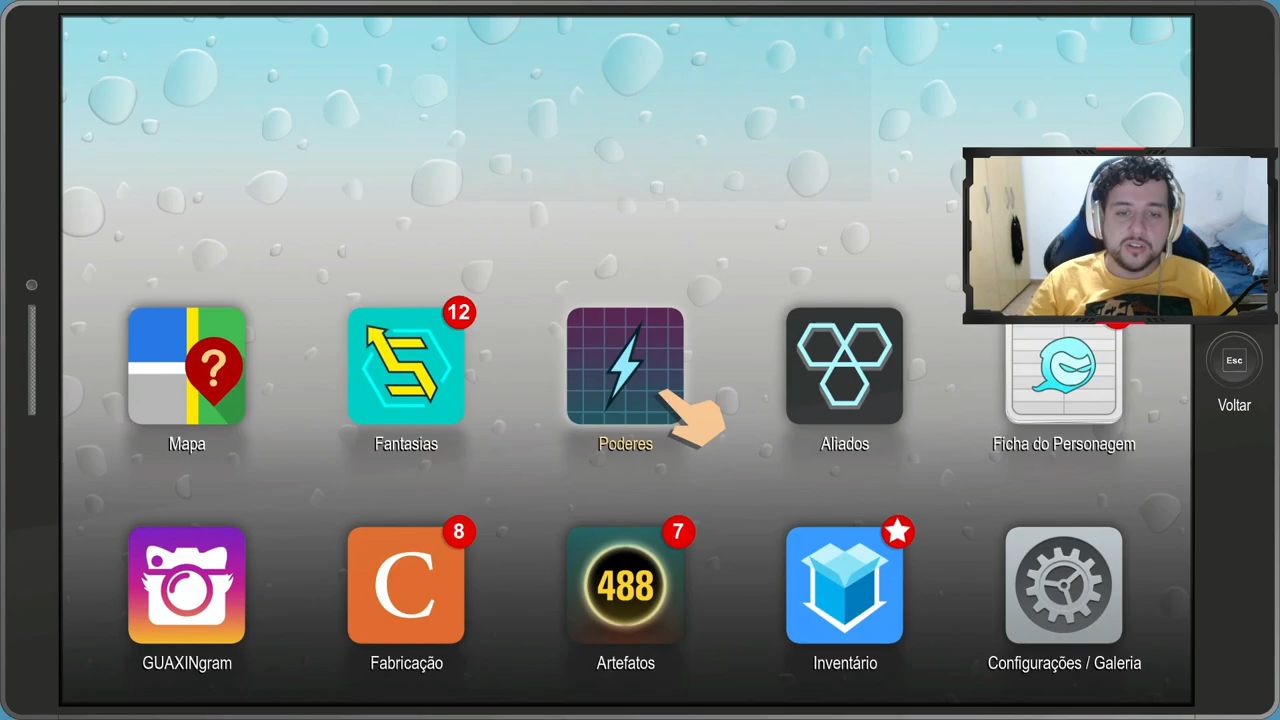 12
?
Esc
Voltar
Mapa
Fantasias
Poderes
Aliados
Ficha do Personagem
8
7
C
488
GUAXINgram
Fabricação
Artefatos
Inventário
Configurações / Galeria